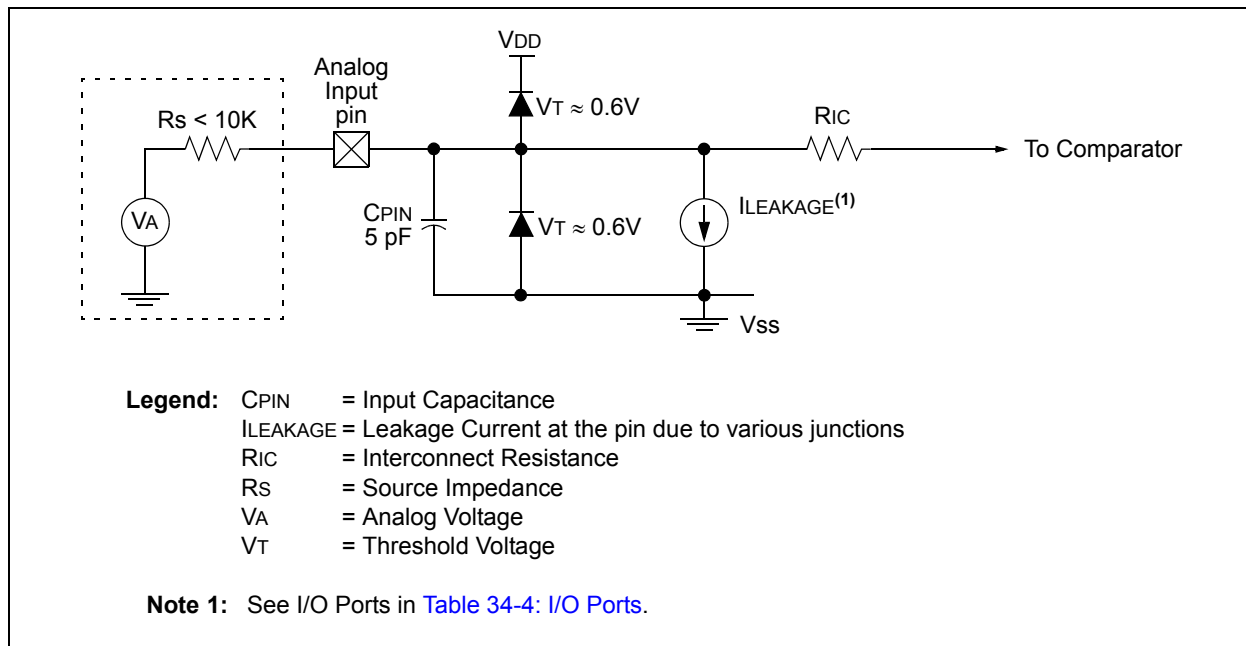 VDD
Analog
Input
pin
VT ≈ 0.6V
Rs < 10K
RIC
To Comparator
VA
CPIN
5 pF
VT ≈ 0.6V
ILEAKAGE(1)
Vss
Legend: CPIN = Input Capacitance
ILEAKAGE = Leakage Current at the pin due to various junctions
RIC = Interconnect Resistance
RS = Source Impedance
VA = Analog Voltage
VT = Threshold Voltage
Note 1: See I/O Ports in Table 34-4: I/O Ports.